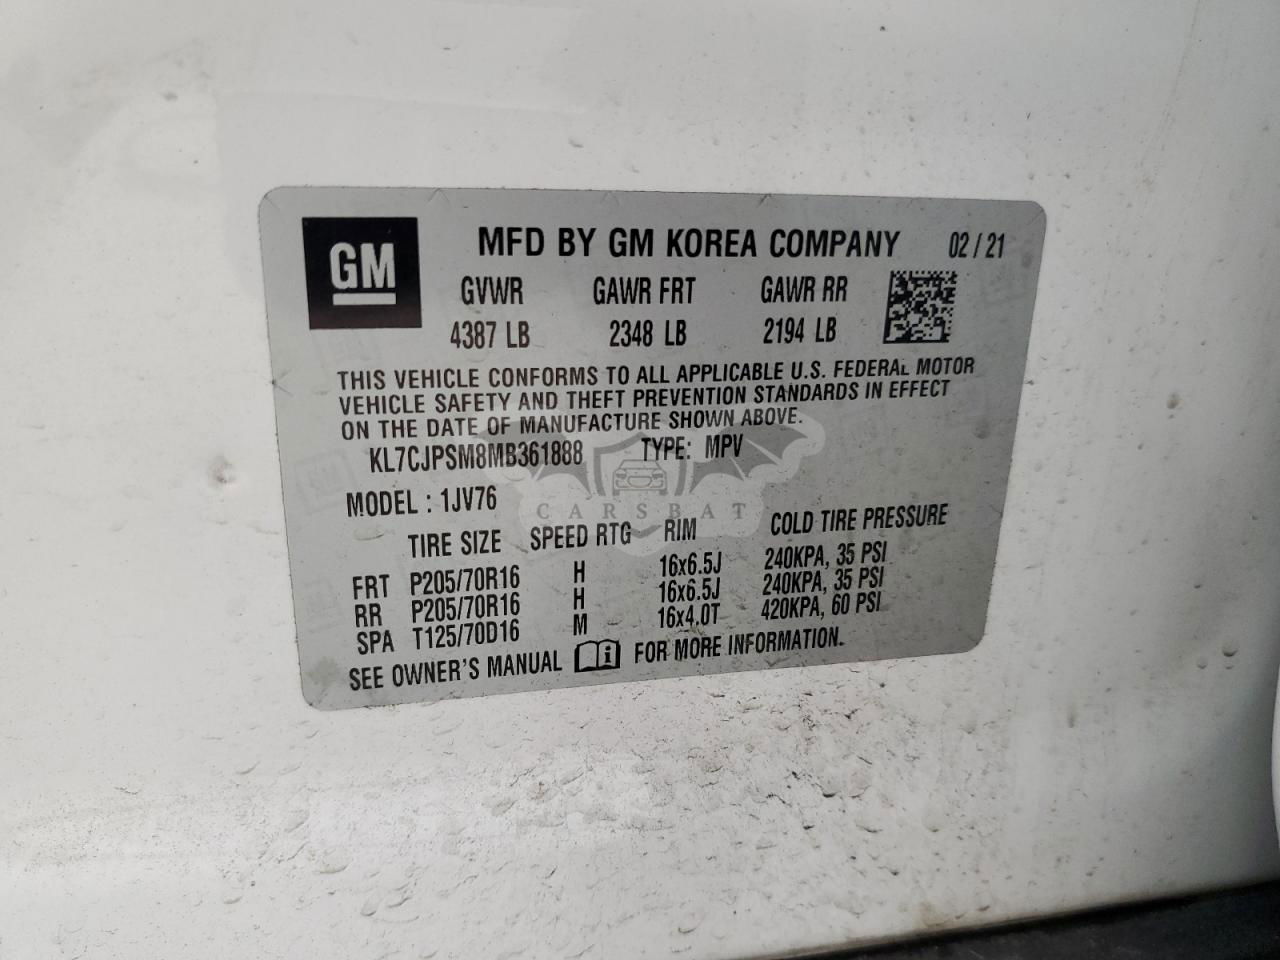 GM
MFD BY GM KOREA COMPANY 02 / 21
GVWR GAWR FRT GAWR RR
4387 LB 2348 LB 2194 LB
THIS VEHICLE CONFORMS TO ALL APPLICABLE U.S. FEDERAL MOTOR
VEHICLE SAFETY AND THEFT PREVENTION STANDARDS IN EFFECT
ON THE DATE OF MANUFACTURE SHOWN ABOVE.
KL7CJPSM8MB361888 TYPE: MPV
MODEL : 1JV76
CARSBAT
TIRE SIZE SPEED RTG RIM COLD TIRE PRESSURE
FRT P205/70R16 H 16x6.5J 240KPA, 35 PSI
RR P205/70R16 H 16x6.5J 240KPA, 35 PSI
SPA T125/70D16 M 16x4.0T 420KPA, 60 PSI
SEE OWNER'S MANUAL i FOR MORE INFORMATION.